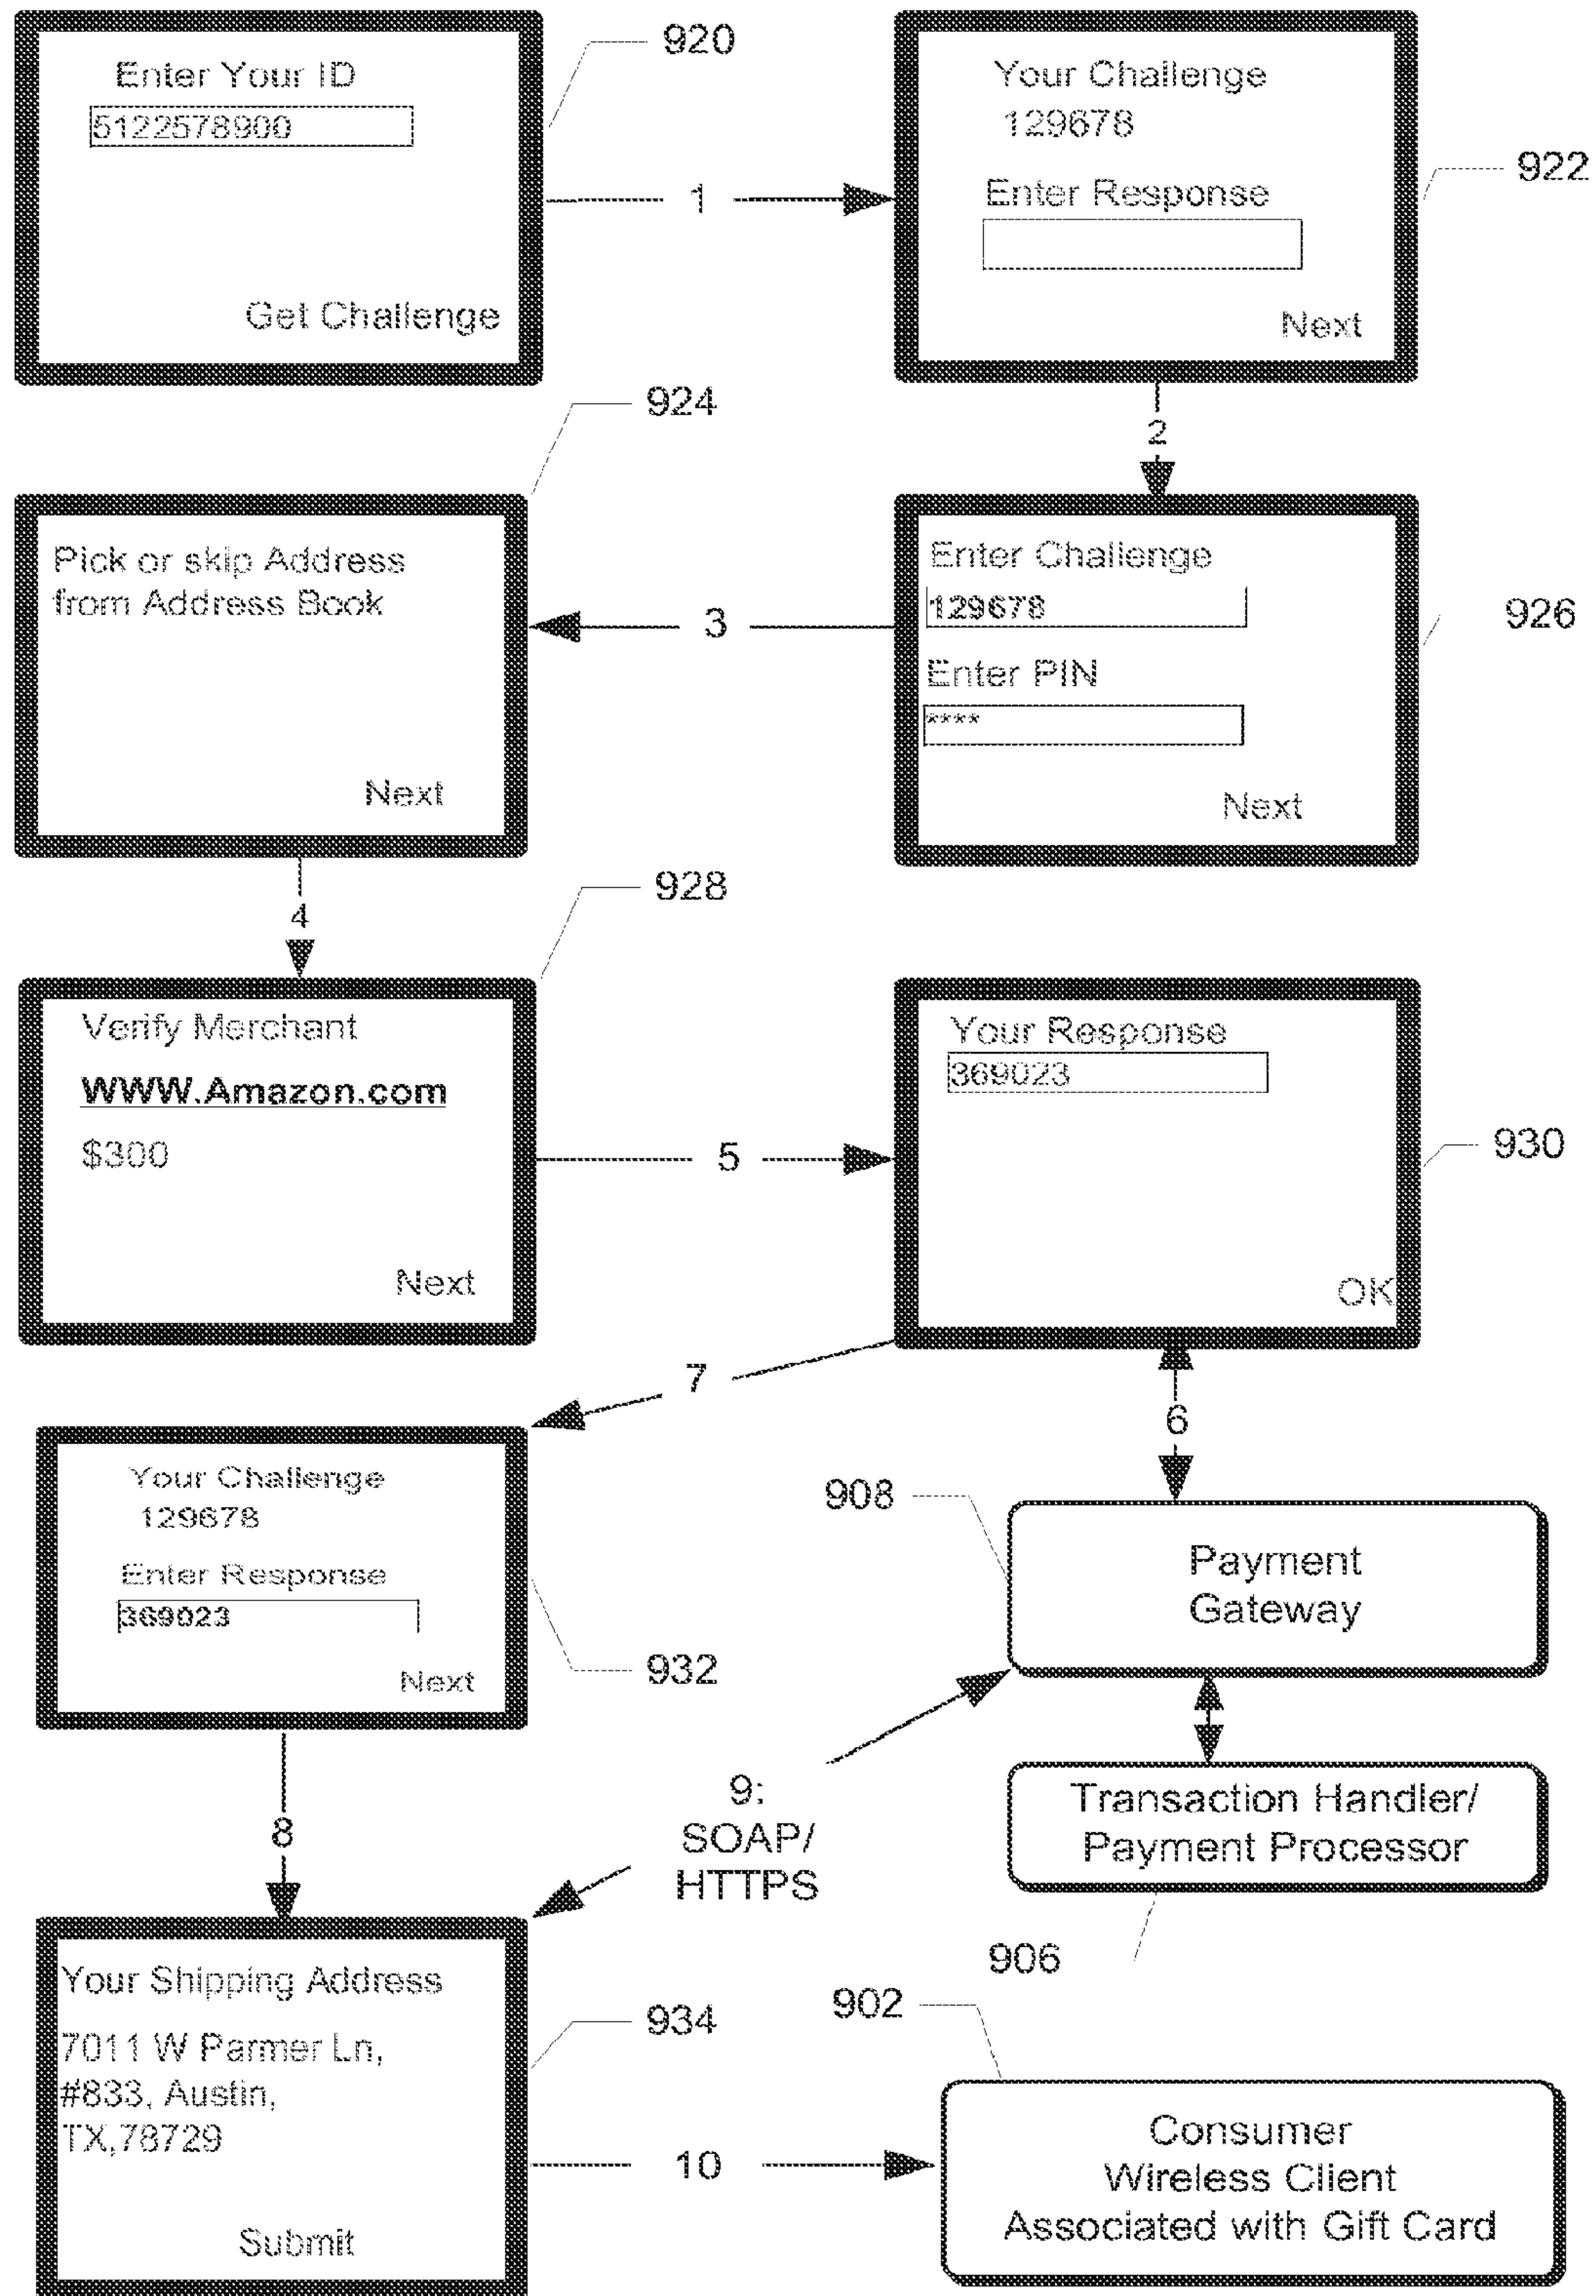 Enter Your ID
5122578900
Get Challenge
920
1
Your Challenge
129678
Enter Response
Next
922
2
924
Pick or skip Address
from Address Book
Next
3
Enter Challenge
129678
Enter PIN
****
Next
926
4
928
Verify Merchant
WWW.Amazon.com
$300
Next
5
Your Response
369023
OK
930
7
6
Your Challenge
129678
Enter Response
369023
Next
932
908
Payment
Gateway
8
9:
SOAP/
HTTPS
Transaction Handler/
Payment Processor
906
Your Shipping Address
7011 W Parmer Ln,
#833, Austin,
TX,78729
Submit
934
902
10
Consumer
Wireless Client
Associated with Gift Card